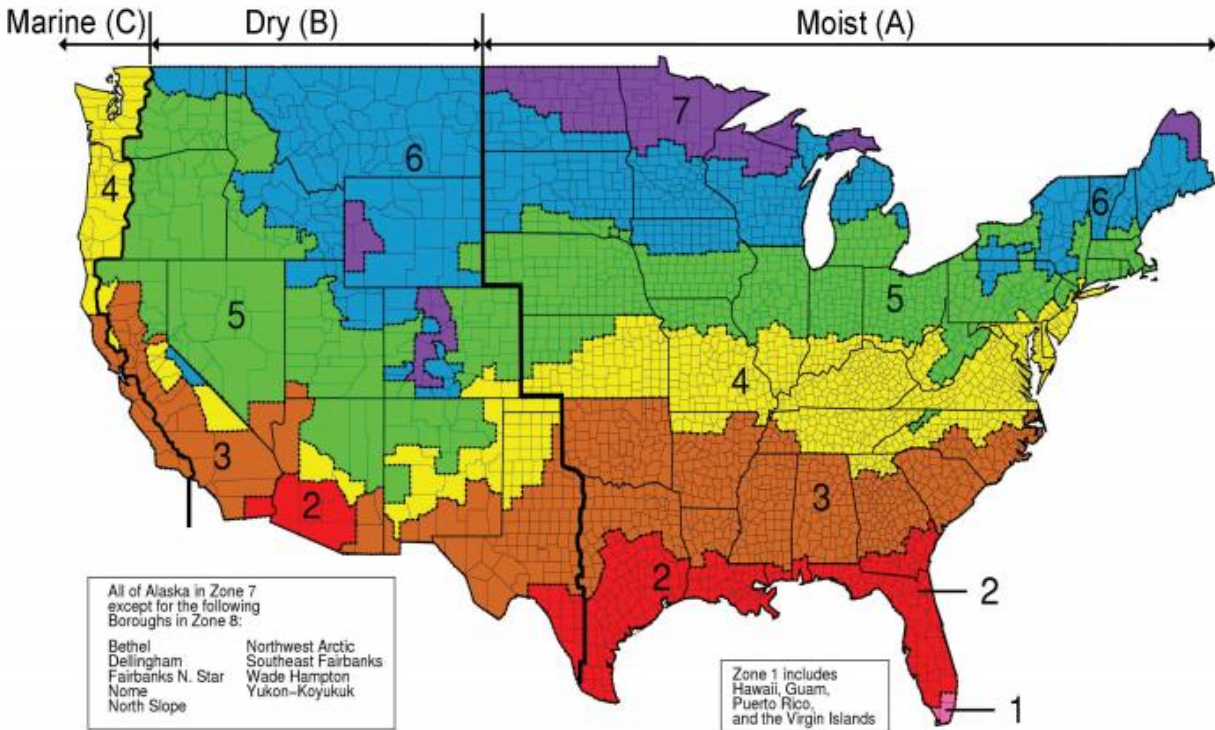 Marine (C)
Dry (B)
Moist (A)
7
6
4
6
5
5
4
3
3
2
2
2
1
All of Alaska in Zone 7
except for the following
Boroughs in Zone 8:
Bethel
Northwest Arctic
Dellingham
Southeast Fairbanks
Fairbanks N. Star
Wade Hampton
Nome
Yukon-Koyukuk
North Slope
Zone 1 includes
Hawaii, Guam,
Puerto Rico,
and the Virgin Islands